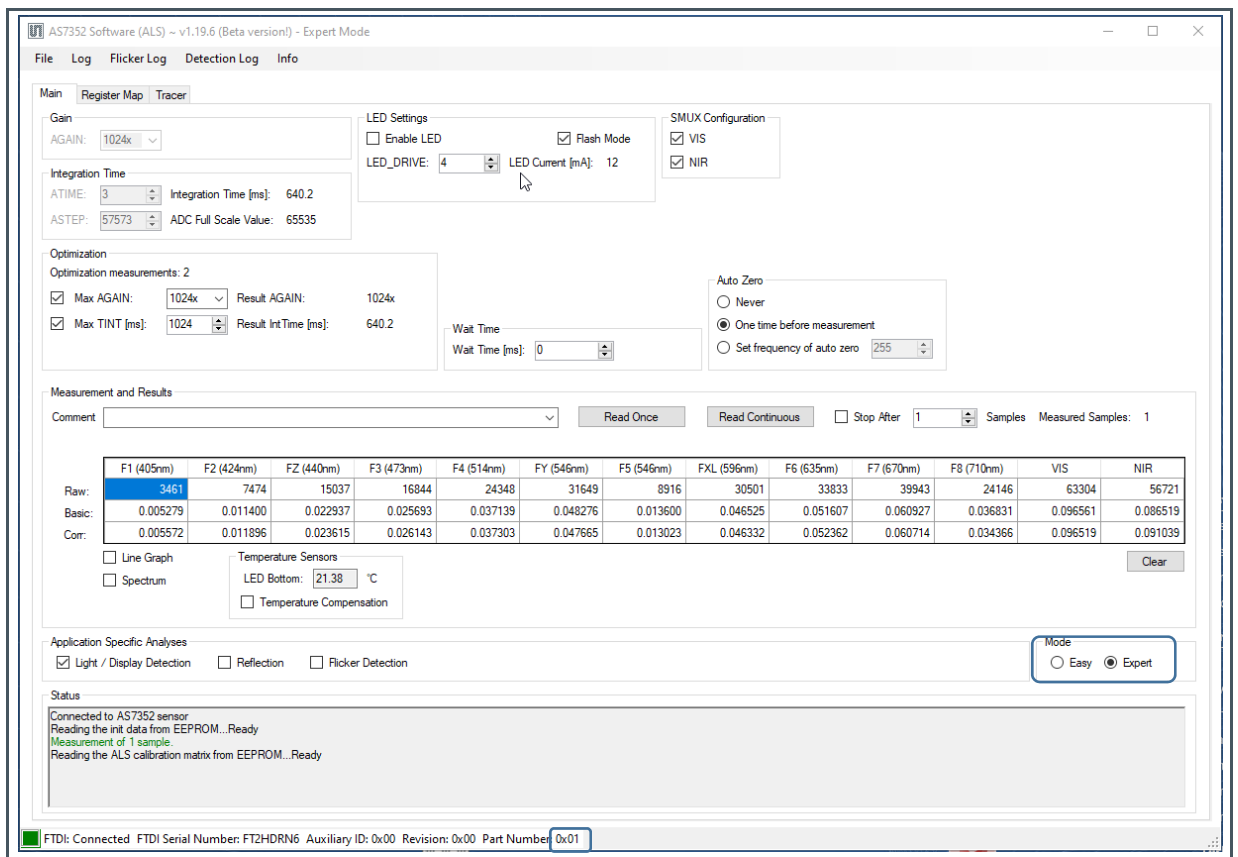 AS7352 Software (ALS) ~ v1.19.6 (Beta version!) - Expert Mode
File Log Flicker Log Detection Log Info
Main Register Map Tracer
Gain
AGAIN: 1024x
Integration Time
ATIME: 3 Integration Time [ms]: 640.2
ASTEP: 57573 ADC Full Scale Value: 65535
LED Settings
Enable LED Flash Mode
LED_DRIVE: 4 LED Current [mA]: 12
SMUX Configuration
VIS
NIR
Optimization
Optimization measurements: 2
Max AGAIN: 1024x Result AGAIN: 1024x
Max TINT [ms]: 1024 Result IntTime [ms]: 640.2
Wait Time
Wait Time [ms]: 0
Auto Zero
Never
One time before measurement
Set frequency of auto zero 255
Measurement and Results
Comment Read Once Read Continuous Stop After 1 Samples Measured Samples: 1
F1 (405nm) F2 (424nm) FZ (440nm) F3 (473nm) F4 (514nm) FY (546nm) F5 (546nm) FXL (596nm) F6 (635nm) F7 (670nm) F8 (710nm) VIS NIR
Raw: 3461 7474 15037 16844 24348 31649 8916 30501 33833 39943 24146 63304 56721
Basic: 0.005279 0.011400 0.022937 0.025693 0.037139 0.048276 0.013600 0.046525 0.051607 0.060927 0.036831 0.096561 0.086519
Corr: 0.005572 0.011896 0.023615 0.026143 0.037303 0.047665 0.013023 0.046332 0.052362 0.060714 0.034366 0.096519 0.091039
Line Graph
Spectrum
Temperature Sensors
LED Bottom: 21.38 °C
Temperature Compensation
Clear
Application Specific Analyses
Light / Display Detection Reflection Flicker Detection
Mode
Easy Expert
Status
Connected to AS7352 sensor
Reading the init data from EEPROM...Ready
Measurement of 1 sample.
Reading the ALS calibration matrix from EEPROM...Ready
FTDI: Connected FTDI Serial Number: FT2HDRN6 Auxiliary ID: 0x00 Revision: 0x00 Part Number: 0x01